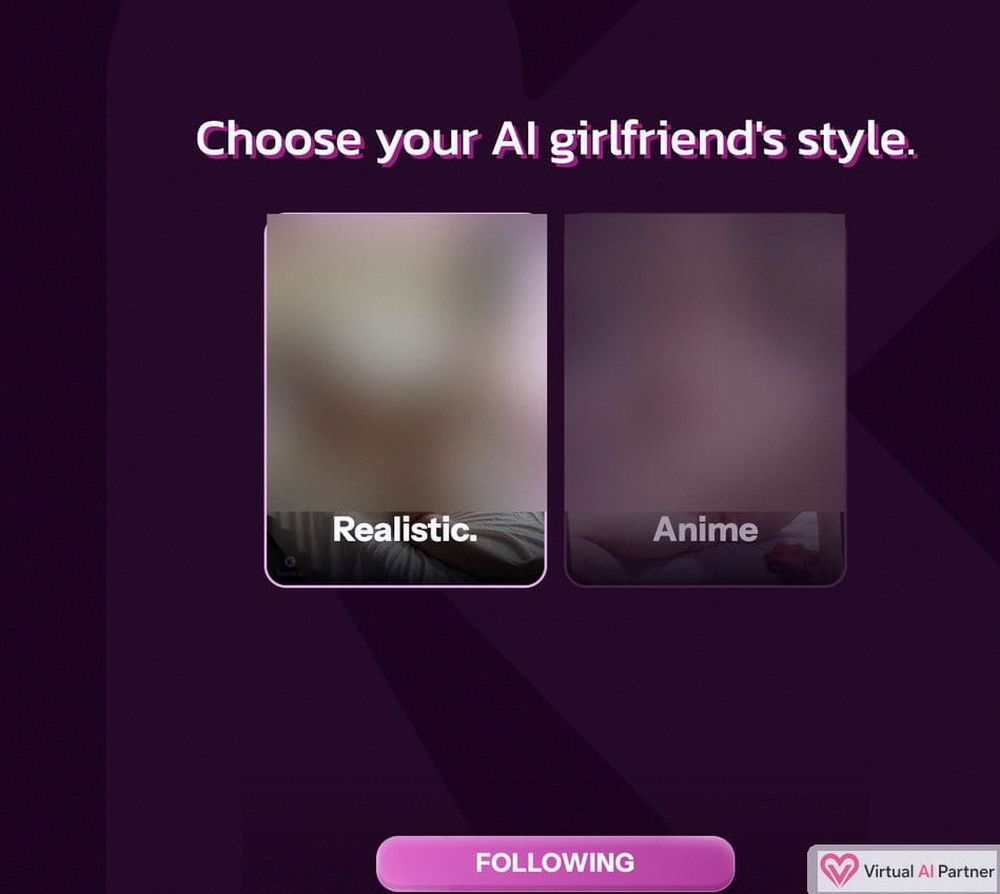 Choose your AI girlfriend's style.
Realistic.
Anime
FOLLOWING
Virtual AI Partner